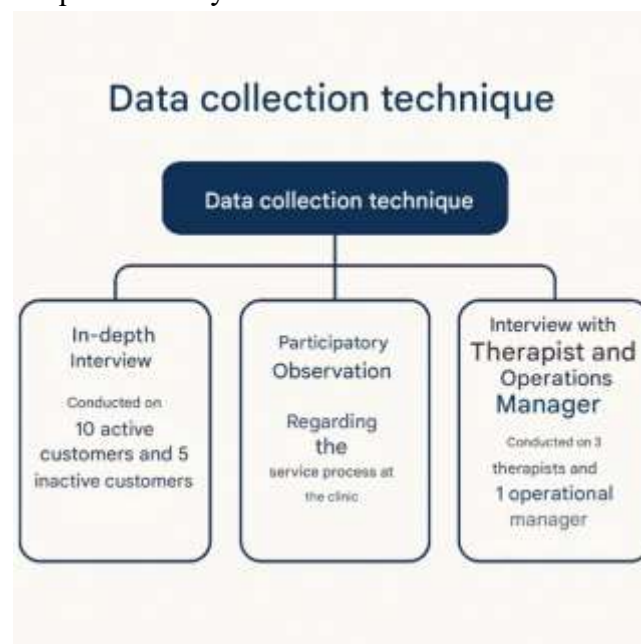 Data collection technique
Data collection technique
In-depth
Interview
Conducted on
10 active
customers and 5
inactive customers
Participatory
Observation
Regarding
the
service process at
the clinic
Interview with
Therapist and
Operations
Manager
Conducted on 3
therapists and
1 operational
manager